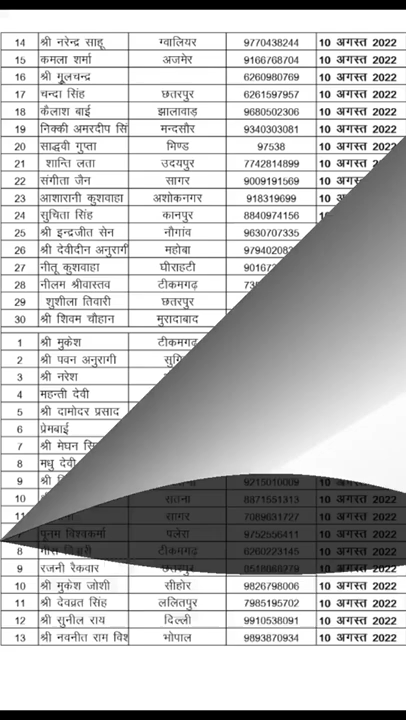 14 श्री नरेन्द्र साहू ग्वालियर 9770438244 10 अगस्त 2022
15 कमला शर्मा अजमेर 9166768704 10 अगस्त 2022
16 श्री मूलचन्द्र 6260980769 10 अगस्त 2022
17 चन्दा सिंह छतरपुर 6261597957 10 अगस्त 2022
18 कैलाश बाई झालावाड़ 9680502306 10 अगस्त 2022
19 निक्की अमरदीप सिं मन्दसौर 9340303081 10 अगस्त 2022
20 साद्धवी गुप्ता भिण्ड 97538 10 अगस्त 2022
21 शान्ति लता उदयपुर 7742814899 10 अगस्त 2
22 संगीता जैन सागर 9009191569 10 अगस्
23 आशारानी कुशवाहा अशोकनगर 918319699 10
24 सुचिता सिंह कानपुर 8840974156
25 श्री इन्द्रजीत सेन नौगांव 9630707335
26 श्री देवीदीन अनुरागी महोबा
27 नीतू कुशवाहा घीराहटी
28 नीलम श्रीवास्तव टीकमगढ़
29 शुशीला तिवारी छतरपुर
30 श्री शिवम चौहान मुरादाबाद
1 श्री मुकेश टीकमगढ़
2 श्री पवन अनुरागी
3 श्री नरेश
4 महन्ती देवी
5 श्री दामोदर प्रसाद
6 प्रेमबाई
7 श्री मेघन
8 मधु देवी
9 श्री 9215010009 10 अगस्त 2022
10 सतना 8871551313 10 अगस्त 2022
11 सागर 7089631727 10 अगस्त 2022
पूनम विश्वकर्मा पलेरा 9752556411 10 अगस्त 2022
8 टीकमगढ़ 6260223145 10 अगस्त 2022
9 रजनी रैकवार छतरपुर 10 अगस्त 2022
10 श्री मुकेश जोशी सीहोर 9826798006 10 अगस्त 2022
11 श्री देवव्रत सिंह ललितपुर 7985195702 10 अगस्त 2022
12 श्री सुनील राय दिल्ली 9910538091 10 अगस्त 2022
13 श्री नवनीत राम विश भोपाल 9893870934 10 अगस्त 2022